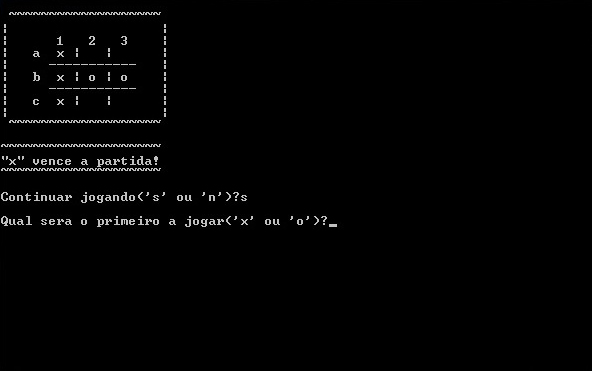 1 2 3
a x ¦ ¦
b x ¦ o ¦ o
c x ¦ ¦
"x" vence a partida!
Continuar jogando('s' ou 'n')?s
Qual sera o primeiro a jogar('x' ou 'o')?_